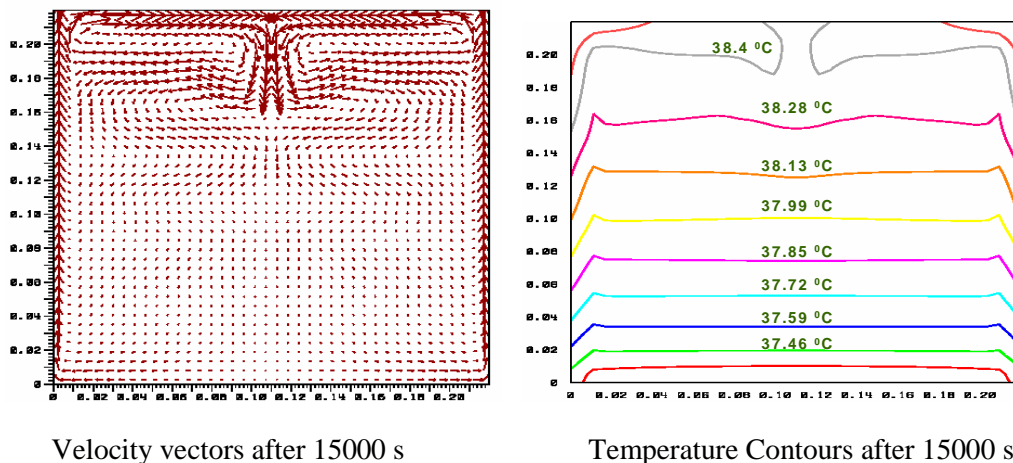 0.20
0.18
0.16
0.14
0.12
0.10
0.08
0.06
0.04
0.02
0
0 0.02 0.04 0.06 0.08 0.10 0.12 0.14 0.16 0.18 0.20
Velocity vectors after 15000 s
0.20
0.18
0.16
0.14
0.12
0.10
0.08
0.06
0.04
0.02
0
38.4 ⁰C
38.28 ⁰C
38.13 ⁰C
37.99 ⁰C
37.85 ⁰C
37.72 ⁰C
37.59 ⁰C
37.46 ⁰C
0 0.02 0.04 0.06 0.08 0.10 0.12 0.14 0.16 0.18 0.20
Temperature Contours after 15000 s